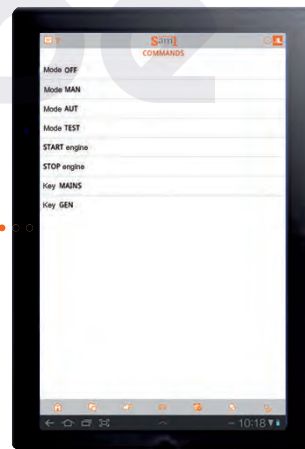 Sam1
COMMANDS
Mode OFF
Mode MAN
Mode AUT
Mode TEST
START engine
STOP engine
Key MAINS
Key GEN
10:18